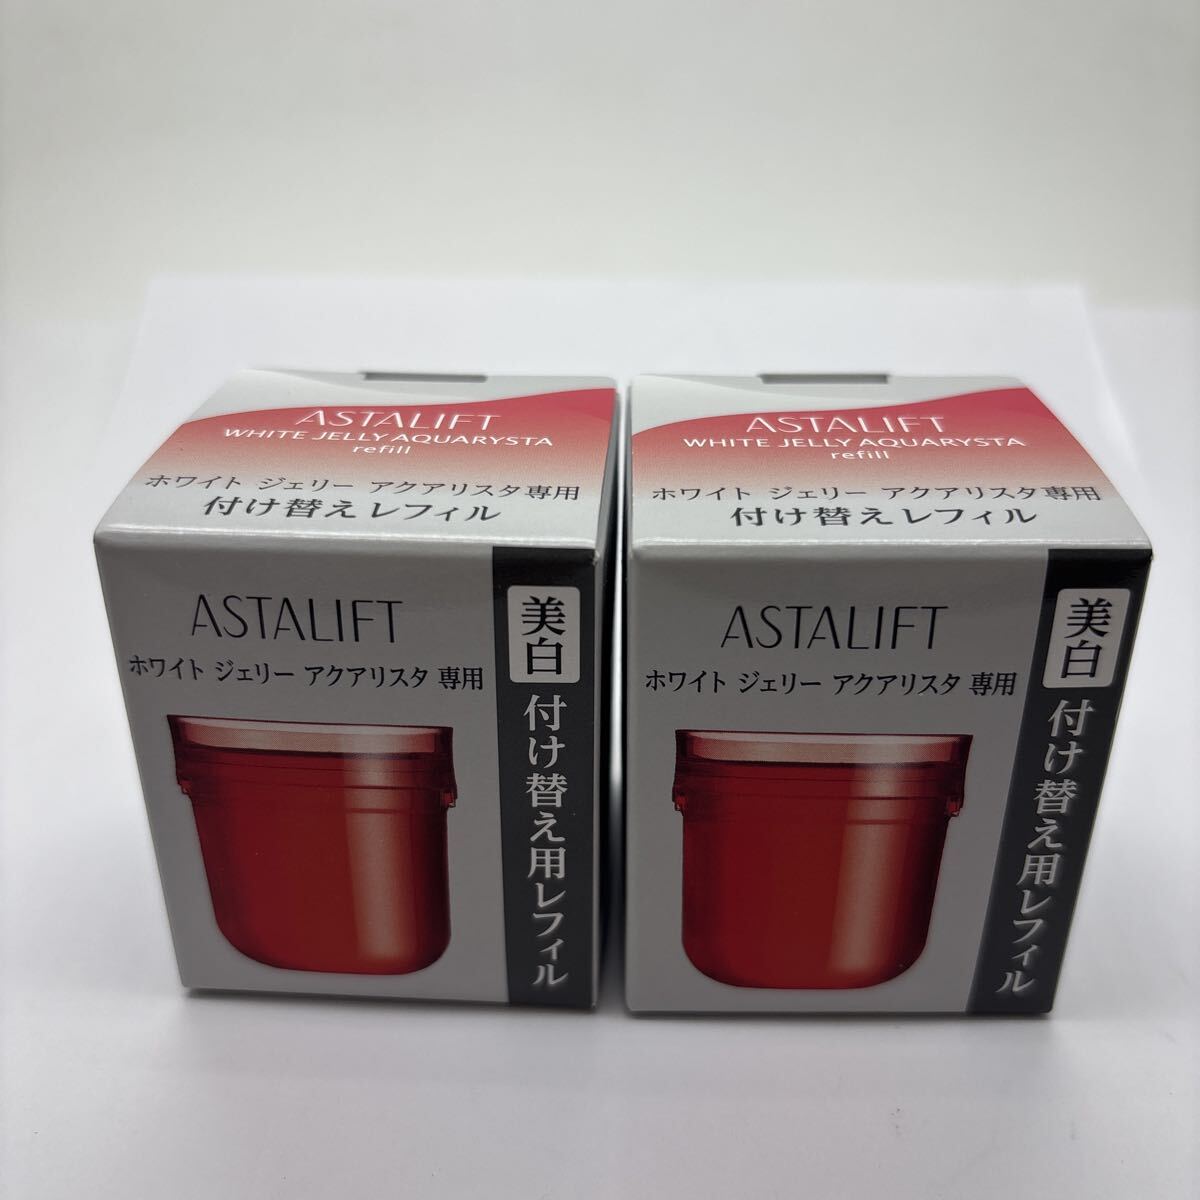 ASTALIFT
WHITE JELLY AQUARYSTA
refill
ホワイト ジェリー アクアリスタ専用
付け替えレフィル
ASTALIFT
ホワイト ジェリー アクアリスタ 専用
美白
付け替え用レフィル
ASTALIFT
WHITE JELLY AQUARYSTA
refill
ホワイト ジェリー アクアリスタ専用
付け替えレフィル
ASTALIFT
ホワイト ジェリー アクアリスタ 専用
美白
付け替え用レフィル